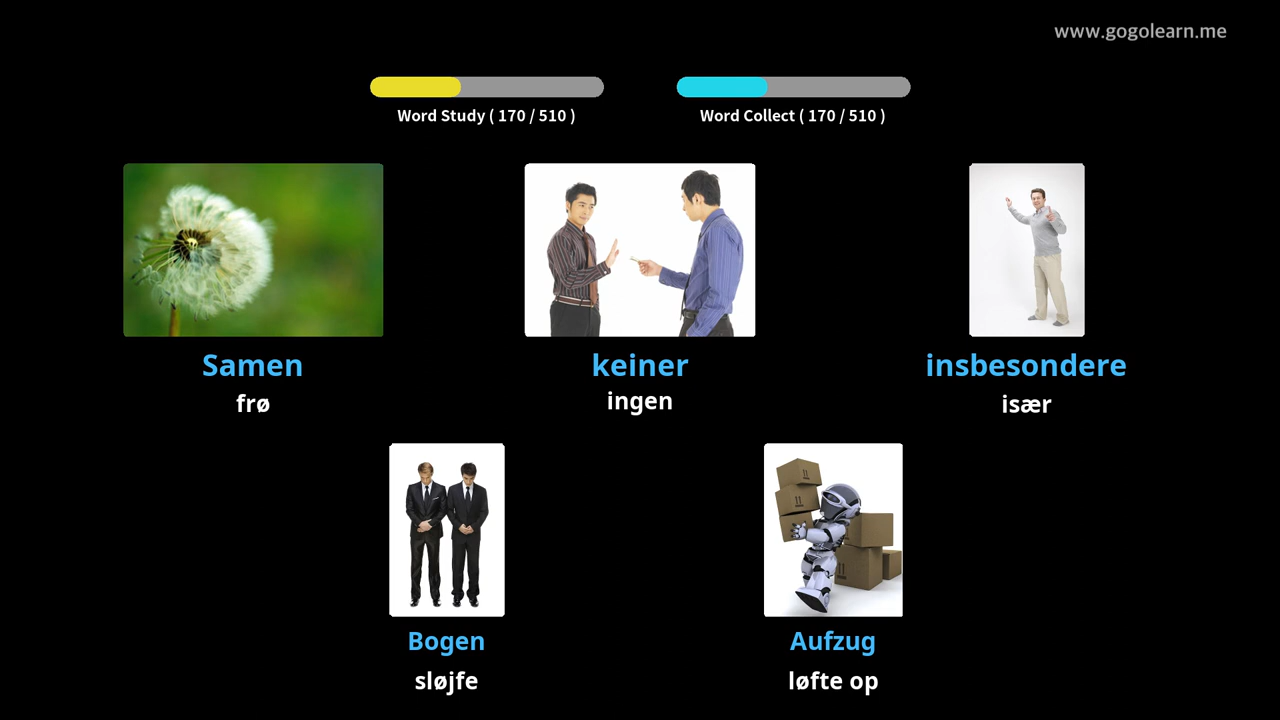 www.gogolearn.me
Word Study ( 170 / 510 )
Word Collect ( 170 / 510 )
Samen
frø
keiner
ingen
insbesondere
især
Bogen
sløjfe
Aufzug
løfte op